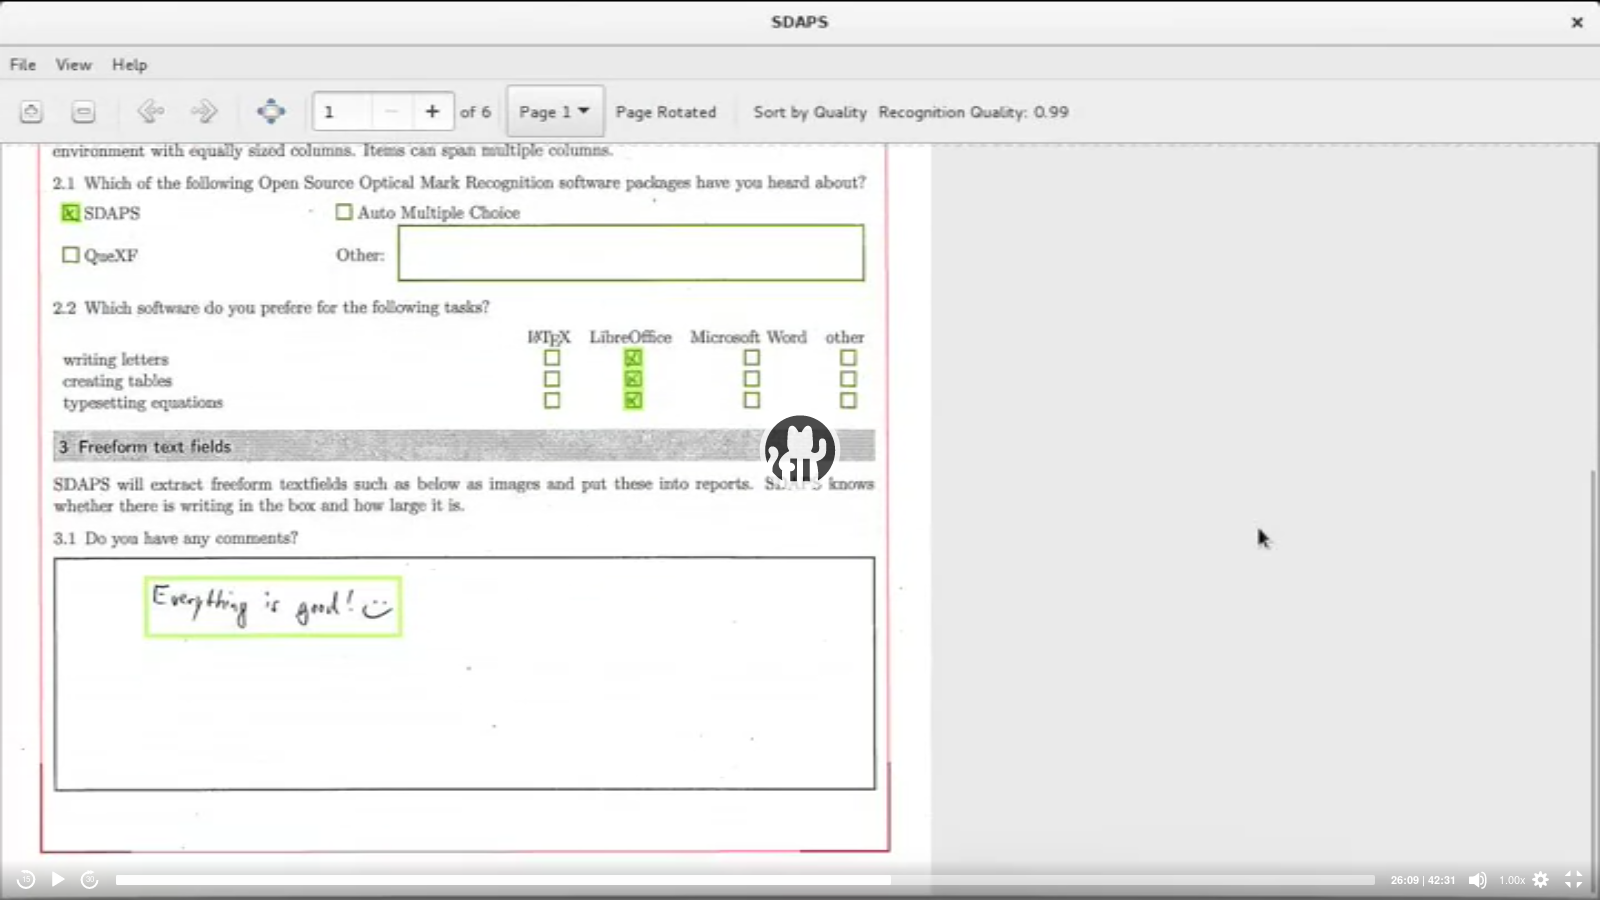 SDAPS
File View Help
1 of 6 Page 1 Page Rotated Sort by Quality Recognition Quality: 0.99
environment with equally sized columns. Items can span multiple columns.
2.1 Which of the following Open Source Optical Mark Recognition software packages have you heard about?
SDAPS Auto Multiple Choice
QueXF Other:
2.2 Which software do you prefere for the following tasks?
LATEX LibreOffice Microsoft Word other
writing letters
creating tables
typesetting equations
3 Freeform text fields
SDAPS will extract freeform textfields such as below as images and put these into reports. SDAPS knows
whether there is writing in the box and how large it is.
3.1 Do you have any comments?
Everything is good!
15 30 26:09 | 42:31 1.00x